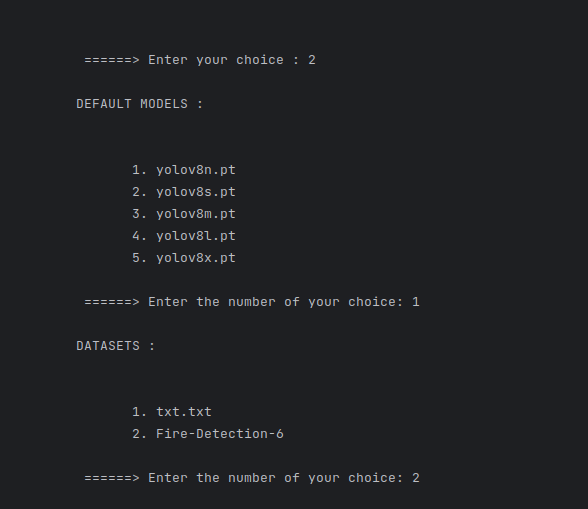 ======> Enter your choice : 2
DEFAULT MODELS :
1. yolov8n.pt
2. yolov8s.pt
3. yolov8m.pt
4. yolov8l.pt
5. yolov8x.pt
======> Enter the number of your choice: 1
DATASETS :
1. txt.txt
2. Fire-Detection-6
======> Enter the number of your choice: 2